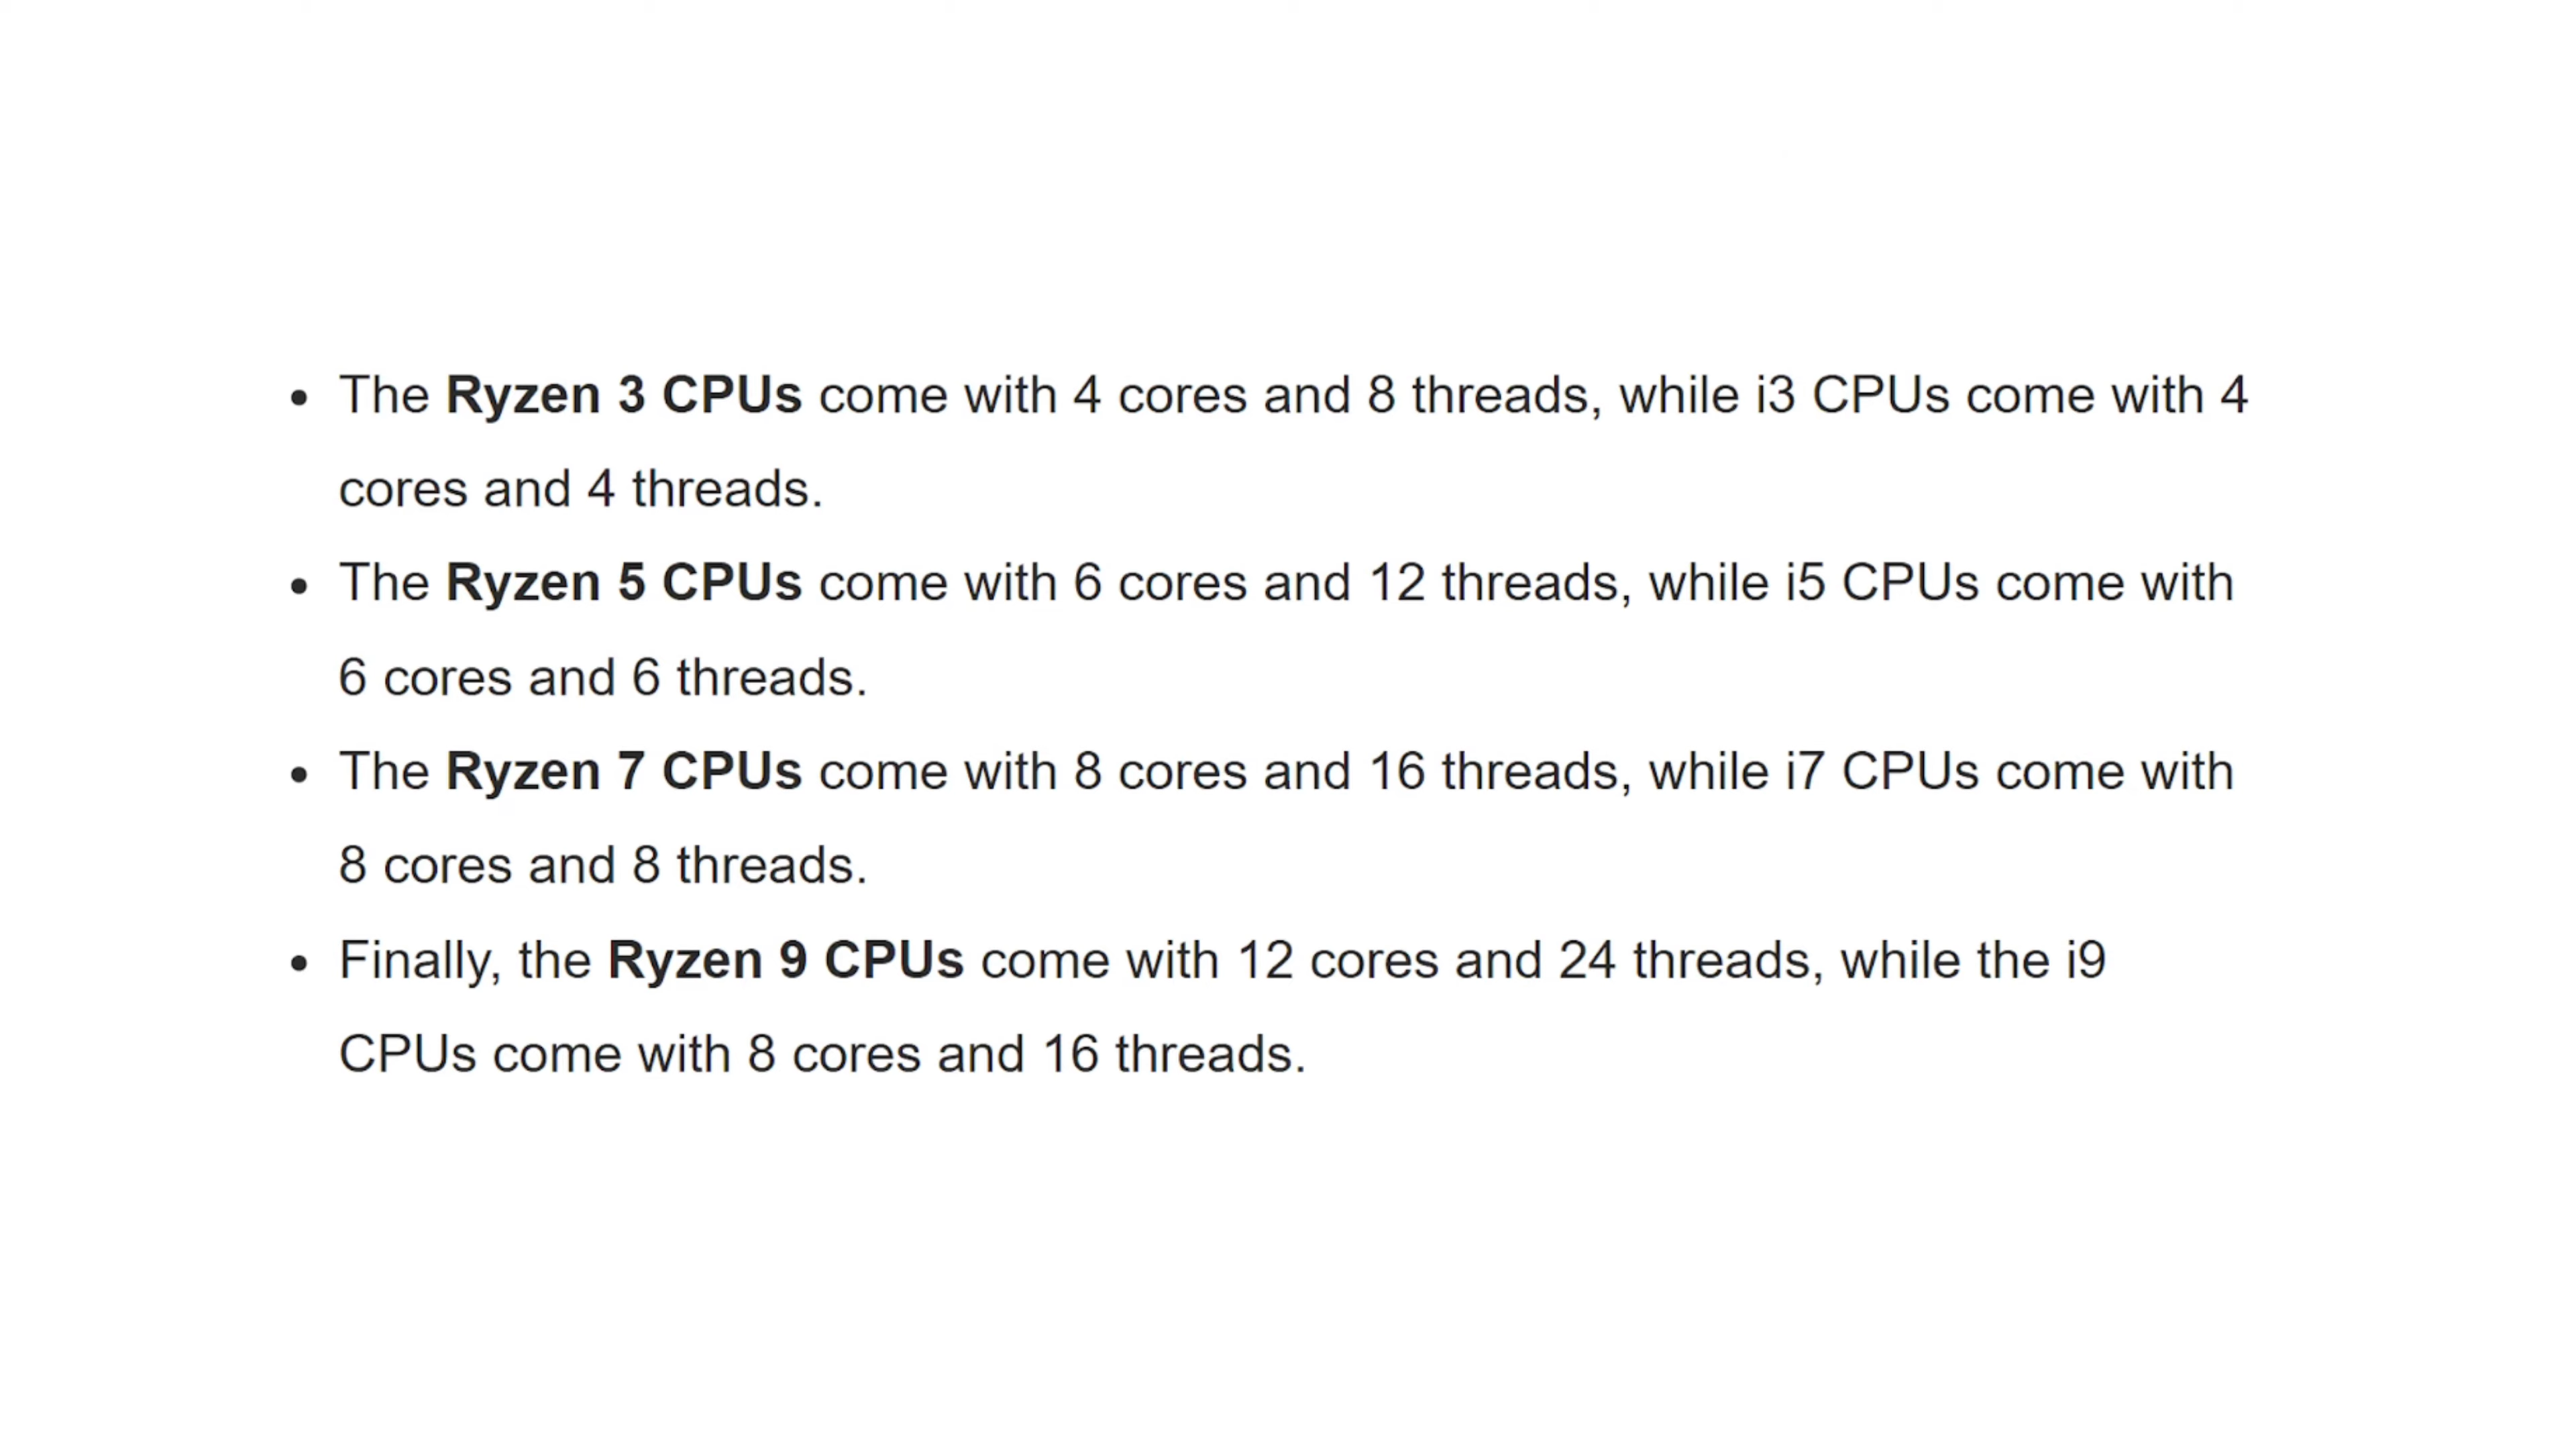 • The Ryzen 3 CPUs come with 4 cores and 8 threads, while i3 CPUs come with 4
cores and 4 threads.
• The Ryzen 5 CPUs come with 6 cores and 12 threads, while i5 CPUs come with
6 cores and 6 threads.
• The Ryzen 7 CPUs come with 8 cores and 16 threads, while i7 CPUs come with
8 cores and 8 threads.
• Finally, the Ryzen 9 CPUs come with 12 cores and 24 threads, while the i9
CPUs come with 8 cores and 16 threads.